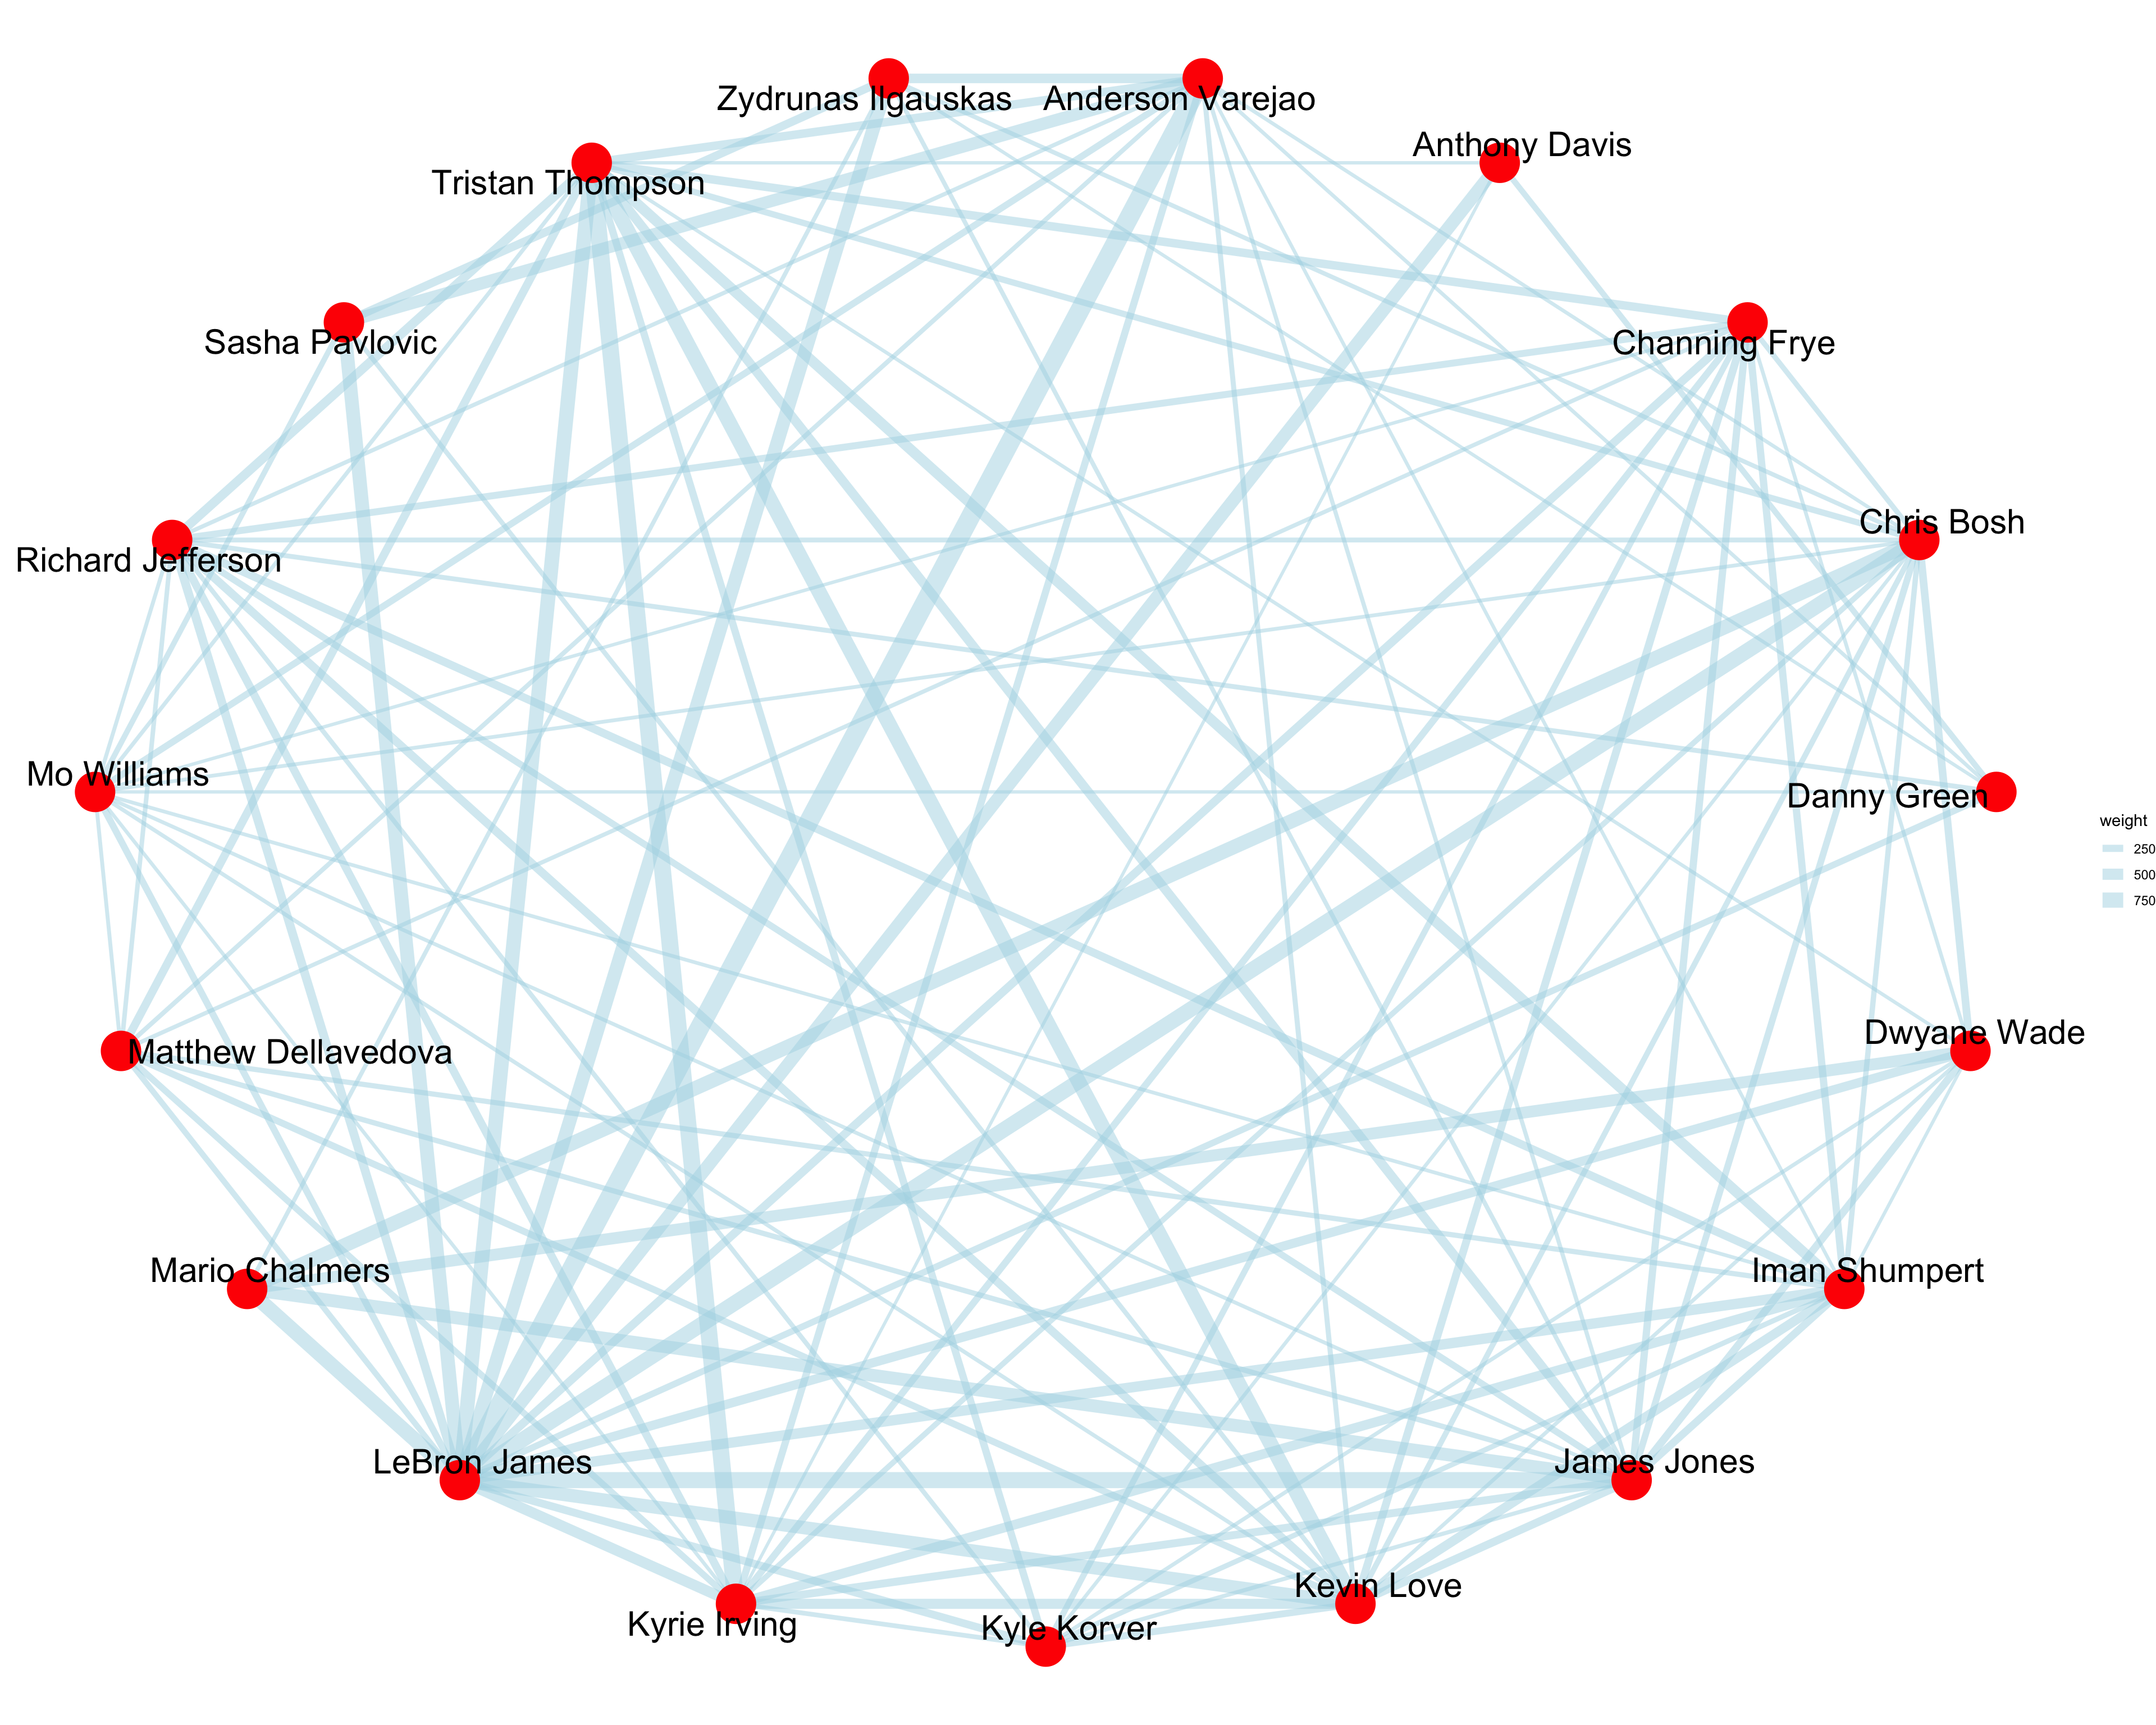 Zydrunas Ilgauskas
Anderson Varejao
Anthony Davis
Tristan Thompson
Channing Frye
Sasha Pavlovic
Chris Bosh
Richard Jefferson
Mo Williams
Danny Green
weight
250
500
750
Dwyane Wade
Matthew Dellavedova
Mario Chalmers
Iman Shumpert
LeBron James
James Jones
Kevin Love
Kyrie Irving
Kyle Korver